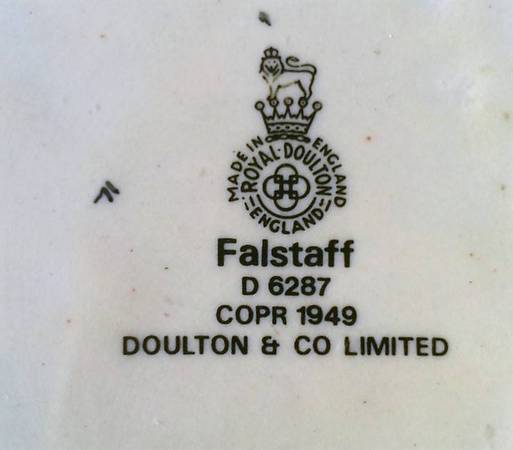 MADE IN ENGLAND
ROYAL·DOULTON
ENGLAND
Falstaff
D 6287
COPR 1949
DOULTON & CO LIMITED